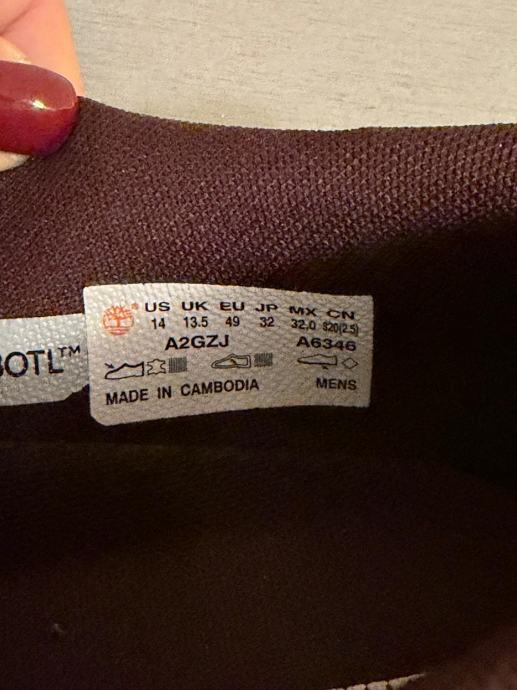 BOTL™
US UK EU JP MX CN
14 13.5 49 32 32.0 320(2.5)
A2GZJ A6346
MADE IN CAMBODIA MENS